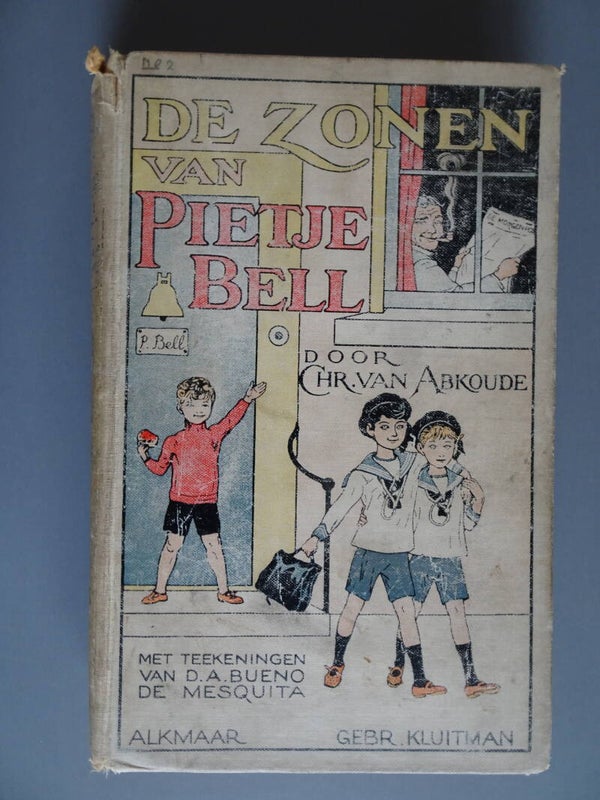 DE ZONEN
VAN
PIETJE
BELL
P. Bell
DOOR
CHR. VAN ABKOUDE
MET TEEKENINGEN
VAN D.A. BUENO
DE MESQUITA
ALKMAAR GEBR. KLUITMAN